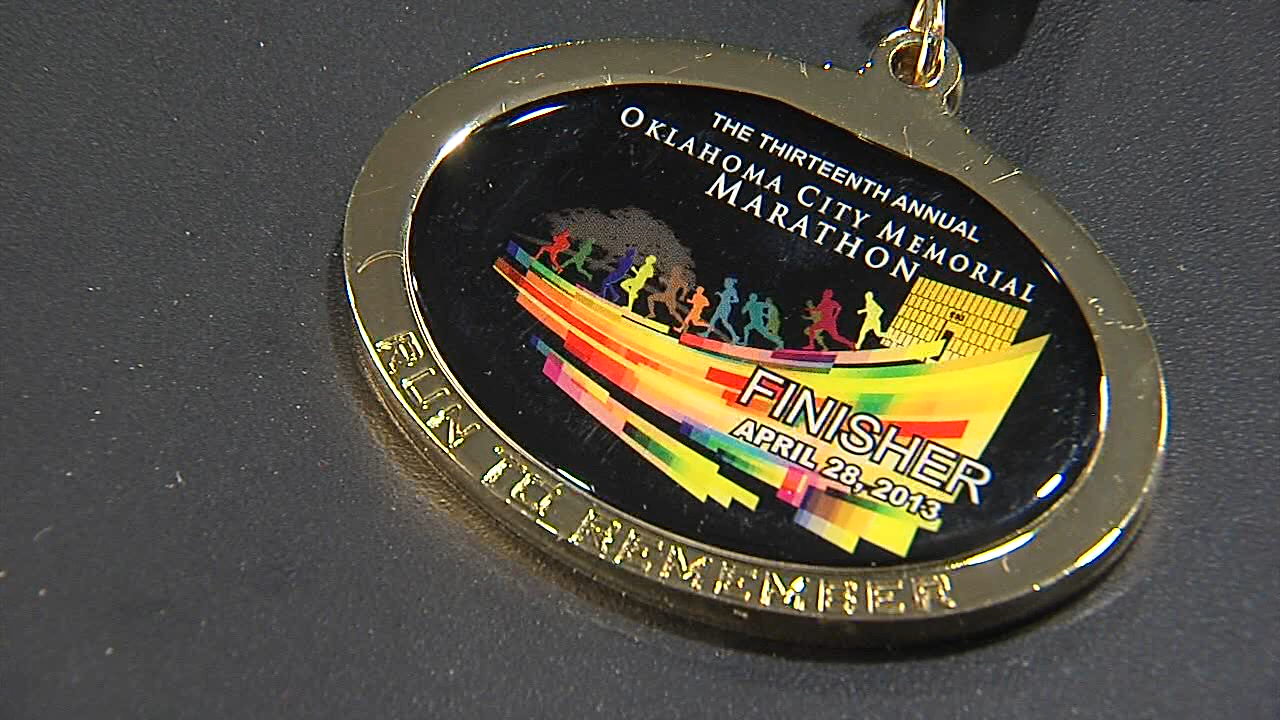 THE THIRTEENTH ANNUAL
OKLAHOMA CITY MEMORIAL
MARATHON
FINISHER
APRIL 28, 2013
RUN TO REMEMBER